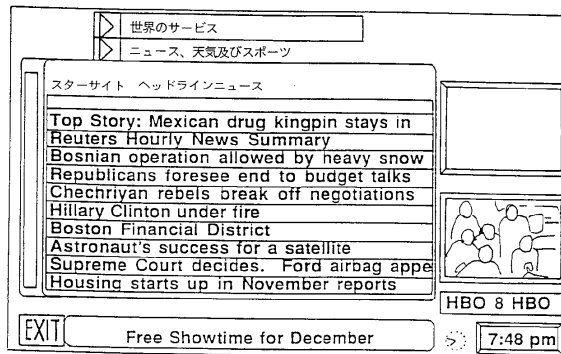 世界のサービス
ニュース、天気及びスポーツ
スターサイト ヘッドラインニュース
Top Story: Mexican drug kingpin stays in
Reuters Hourly News Summary
Bosnian operation allowed by heavy snow
Republicans foresee end to budget talks
Chechriyan rebels break off negotiations
Hillary Clinton under fire
Boston Financial District
Astronaut's success for a satellite
Supreme Court decides. Ford airbag appe
Housing starts up in November reports
HBO 8 HBO
EXIT
Free Showtime for December
7:48 pm